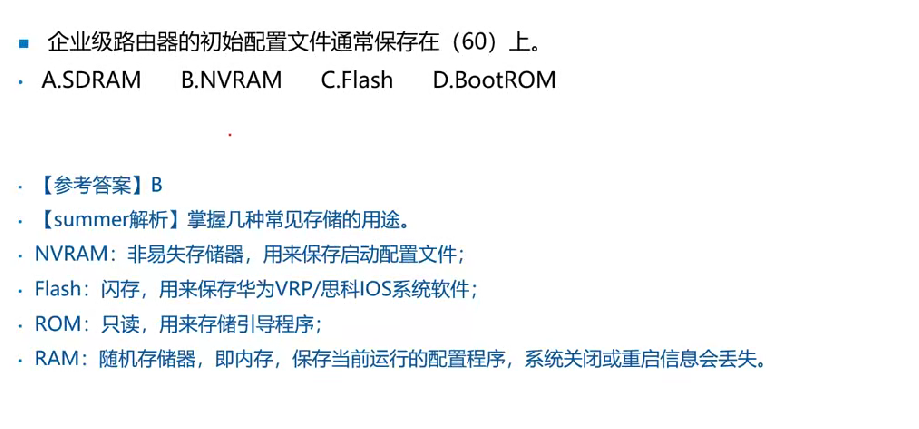 ■ 企业级路由器的初始配置文件通常保存在（60）上。
· A.SDRAM B.NVRAM C.Flash D.BootROM
· 【参考答案】B
· 【summer解析】掌握几种常见存储的用途。
· NVRAM：非易失存储器，用来保存启动配置文件；
· Flash：闪存，用来保存华为VRP/思科IOS系统软件；
· ROM：只读，用来存储引导程序；
· RAM：随机存储器，即内存，保存当前运行的配置程序，系统关闭或重启信息会丢失。